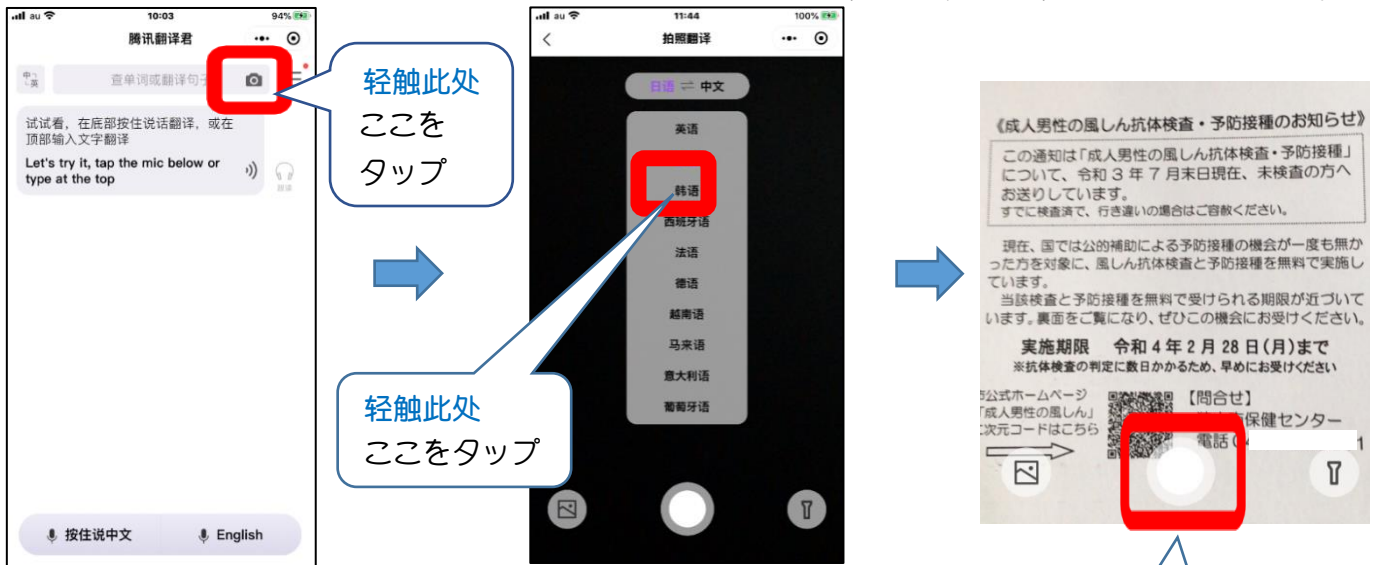 au 10:03 94%
腾讯翻译君
中
英
查单词或翻译句子
试试看，在底部按住说话翻译，或在
顶部输入文字翻译
Let's try it, tap the mic below or
type at the top
按住说中文 English
轻触此处
ここを
タップ
au 11:44 100%
拍照翻译
日语 中文
英语
韩语
西班牙语
法语
德语
越南语
马来语
意大利语
葡萄牙语
轻触此处
ここをタップ
《成人男性の風しん抗体検査・予防接種のお知らせ》
この通知は「成人男性の風しん抗体検査・予防接種」
について、令和3年7月末日現在、未検査の方へ
お送りしています。
すでに検査済で、行き違いの場合はご容赦ください。
現在、国では公的補助による予防接種の機会が一度も無か
った方を対象に、風しん抗体検査と予防接種を無料で実施し
ています。
当該検査と予防接種を無料で受けられる期限が近づいて
います。裏面をご覧になり、ぜひこの機会にお受けください。
実施期限 令和4年2月28日(月)まで
※抗体検査の判定に数日かかるため、早めにお受けください
公式ホームページ
「成人男性の風しん」
次元コードはこちら
【問合せ】
保健センター
電話
1